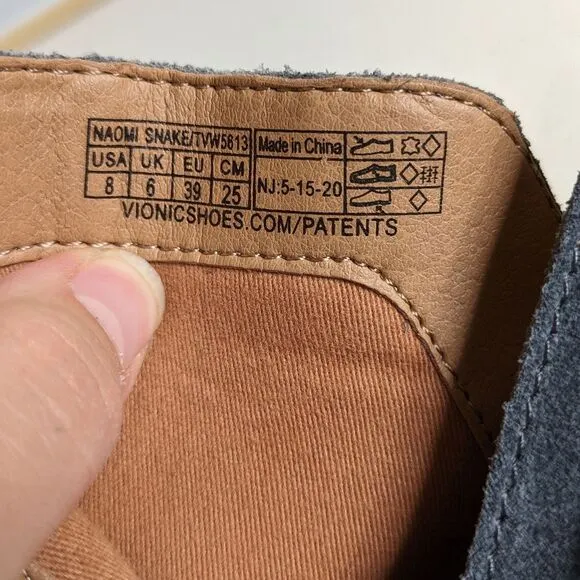 NAOMI SNAKE/TVW5613 Made in China
USA UK EU CM
8 6 39 25 NJ:5-15-20
VIONICSHOES.COM/PATENTS